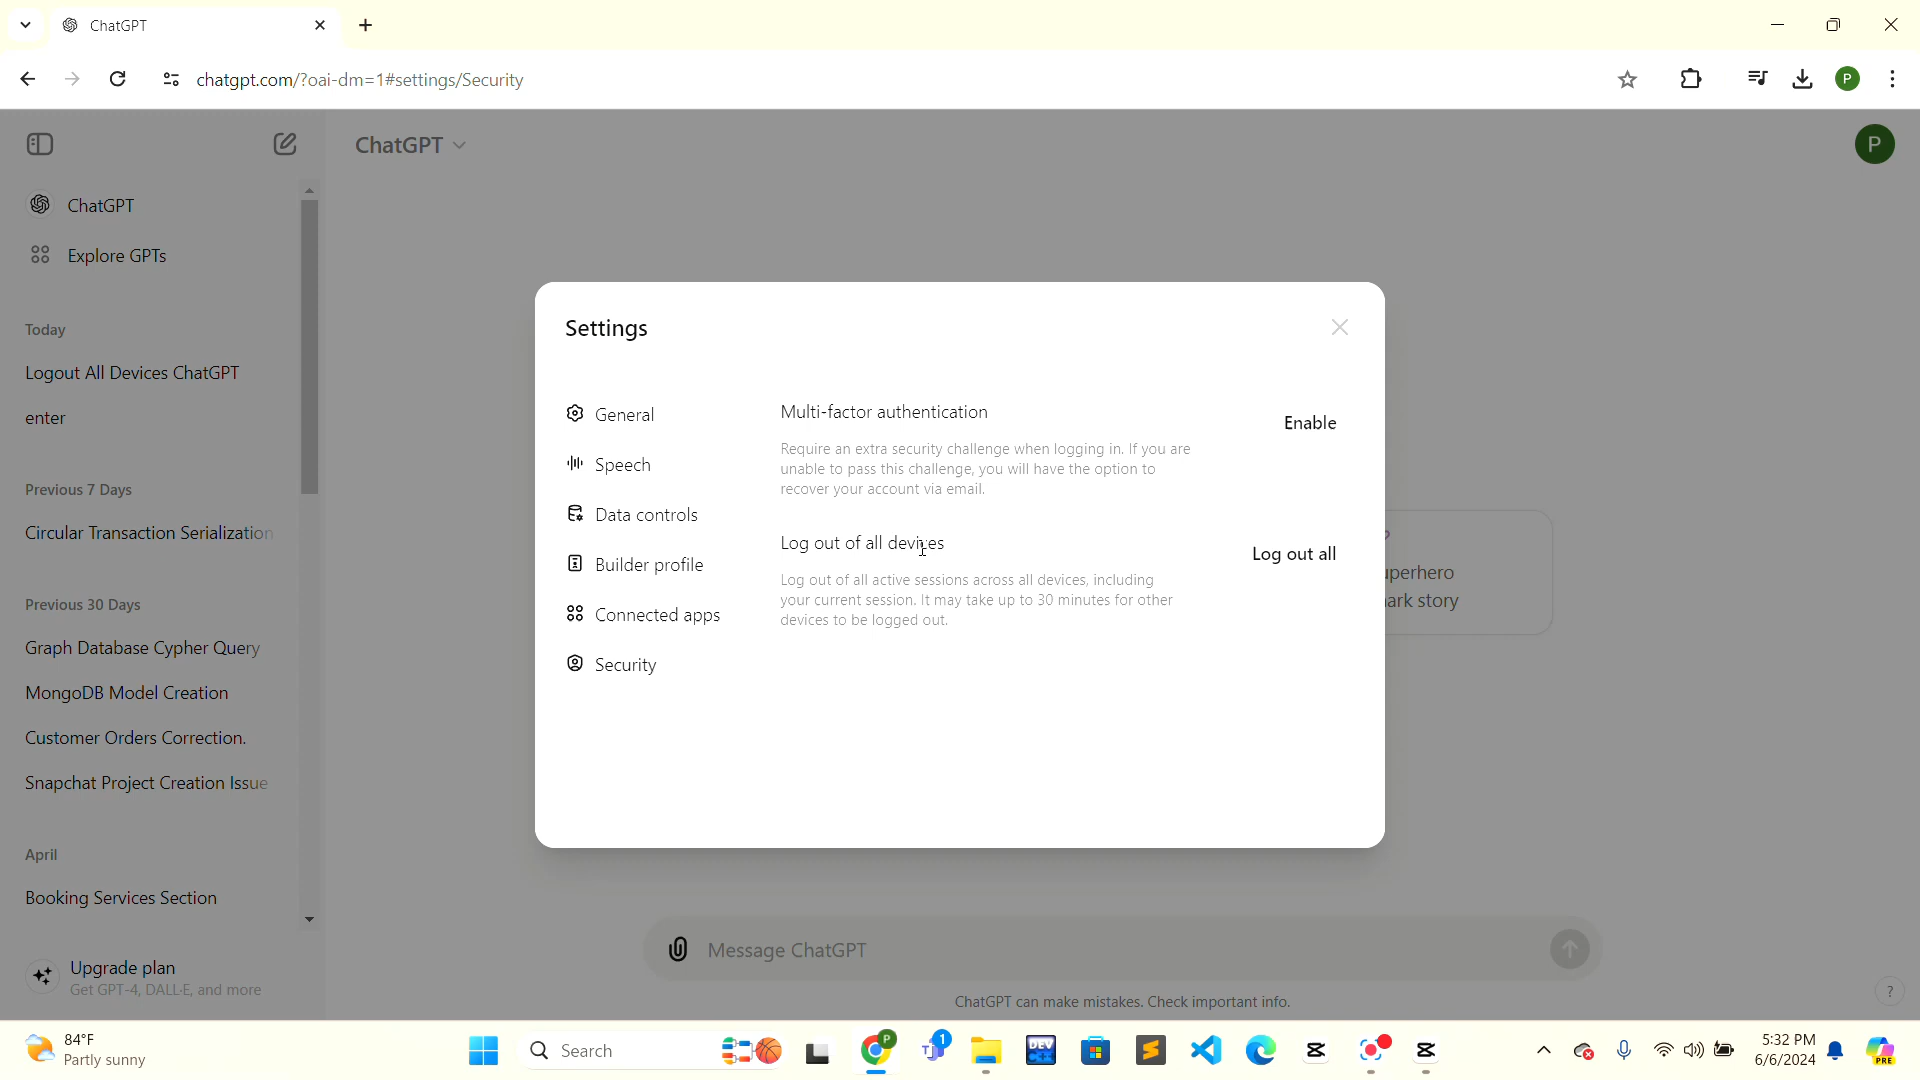 ChatGPT
chatgpt.com/?oai-dm=1#settings/Security
P
ChatGPT
P
ChatGPT
Explore GPTs
Today
Logout All Devices ChatGPT
enter
Previous 7 Days
Circular Transaction Serialization
Previous 30 Days
Graph Database Cypher Query
MongoDB Model Creation
Customer Orders Correction.
Snapchat Project Creation Issue
April
Booking Services Section
Upgrade plan
Get GPT-4, DALL·E, and more
Settings
General
Speech
Data controls
Builder profile
Connected apps
Security
Multi-factor authentication
Enable
Require an extra security challenge when logging in. If you are
unable to pass this challenge, you will have the option to
recover your account via email.
Log out of all devices
Log out all
Log out of all active sessions across all devices, including
your current session. It may take up to 30 minutes for other
devices to be logged out.
uperhero
ark story
Message ChatGPT
ChatGPT can make mistakes. Check important info.
?
84°F
Partly sunny
Search
P
1
DEV
PRE
5:32 PM
6/6/2024